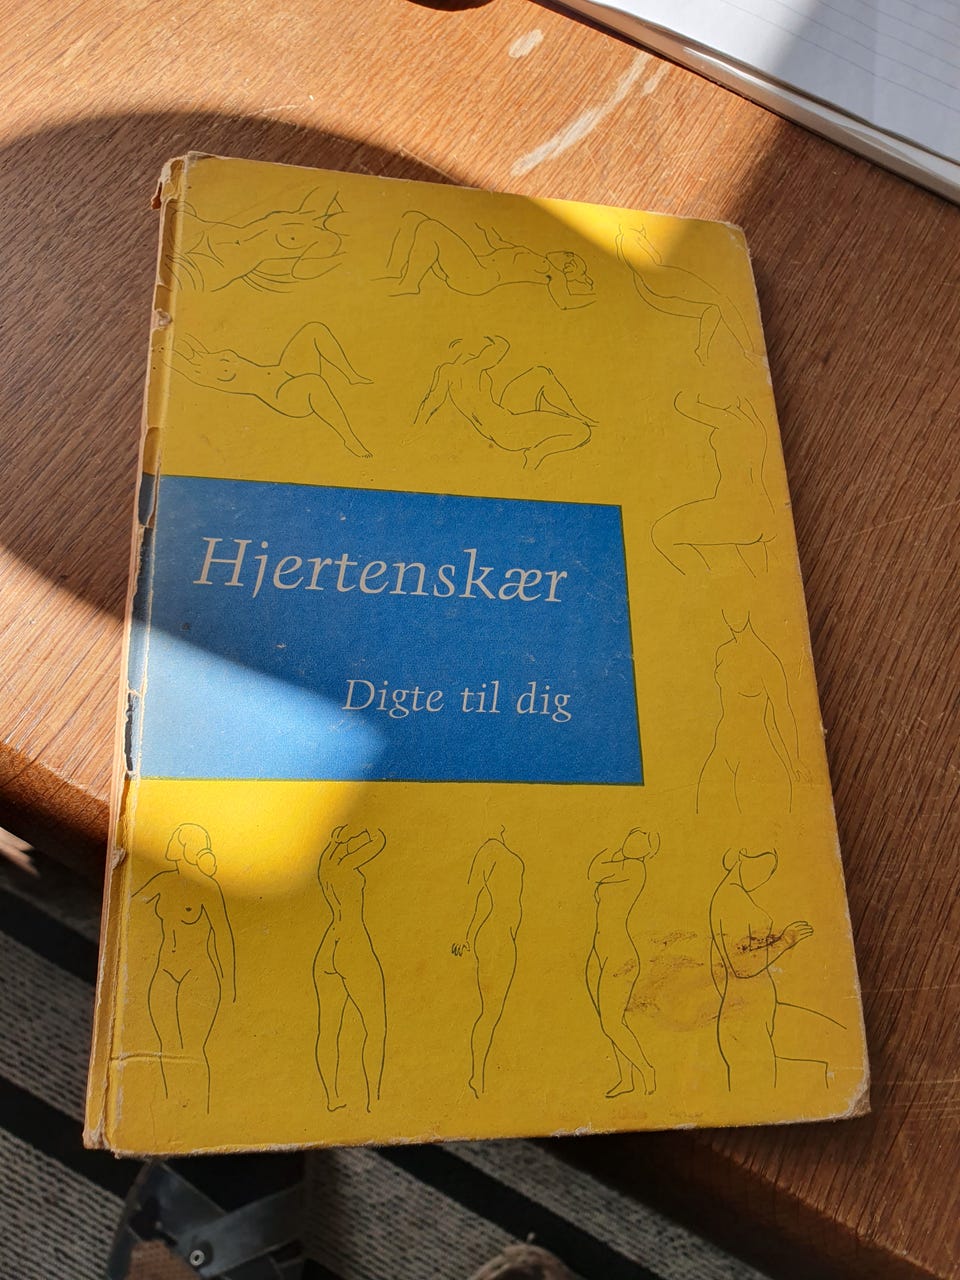 Hjertenskær
Digte til dig